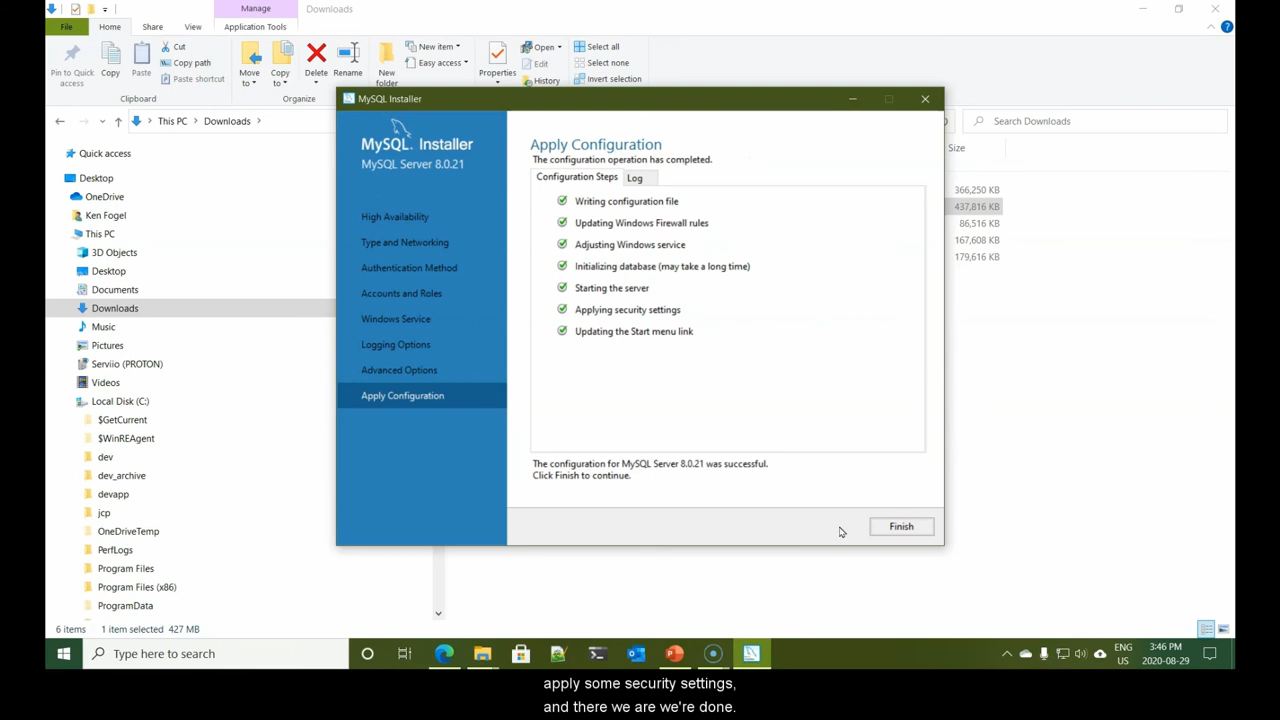 Manage
Downloads
File
Home
Share
View
Application Tools
Pin to Quick access
Copy
Paste
Cut
Copy path
Paste shortcut
Clipboard
Move to
Copy to
Delete
Rename
Organize
New folder
New item
Easy access
Properties
Open
Edit
History
Select all
Select none
Invert selection
This PC
Downloads
Search Downloads
Size
366,250 KB
437,816 KB
86,516 KB
167,608 KB
179,616 KB
Quick access
Desktop
OneDrive
Ken Fogel
This PC
3D Objects
Desktop
Documents
Downloads
Music
Pictures
Serviio (PROTON)
Videos
Local Disk (C:)
$GetCurrent
$WinREAgent
dev
dev_archive
devapp
jcp
OneDriveTemp
PerfLogs
Program Files
Program Files (x86)
ProgramData
6 items
1 item selected 427 MB
MySQL Installer
MySQL. Installer
MySQL Server 8.0.21
High Availability
Type and Networking
Authentication Method
Accounts and Roles
Windows Service
Logging Options
Advanced Options
Apply Configuration
Apply Configuration
The configuration operation has completed.
Configuration Steps
Log
Writing configuration file
Updating Windows Firewall rules
Adjusting Windows service
Initializing database (may take a long time)
Starting the server
Applying security settings
Updating the Start menu link
The configuration for MySQL Server 8.0.21 was successful.
Click Finish to continue.
Finish
Type here to search
ENG
US
3:46 PM
2020-08-29
apply some security settings,
and there we are we're done.